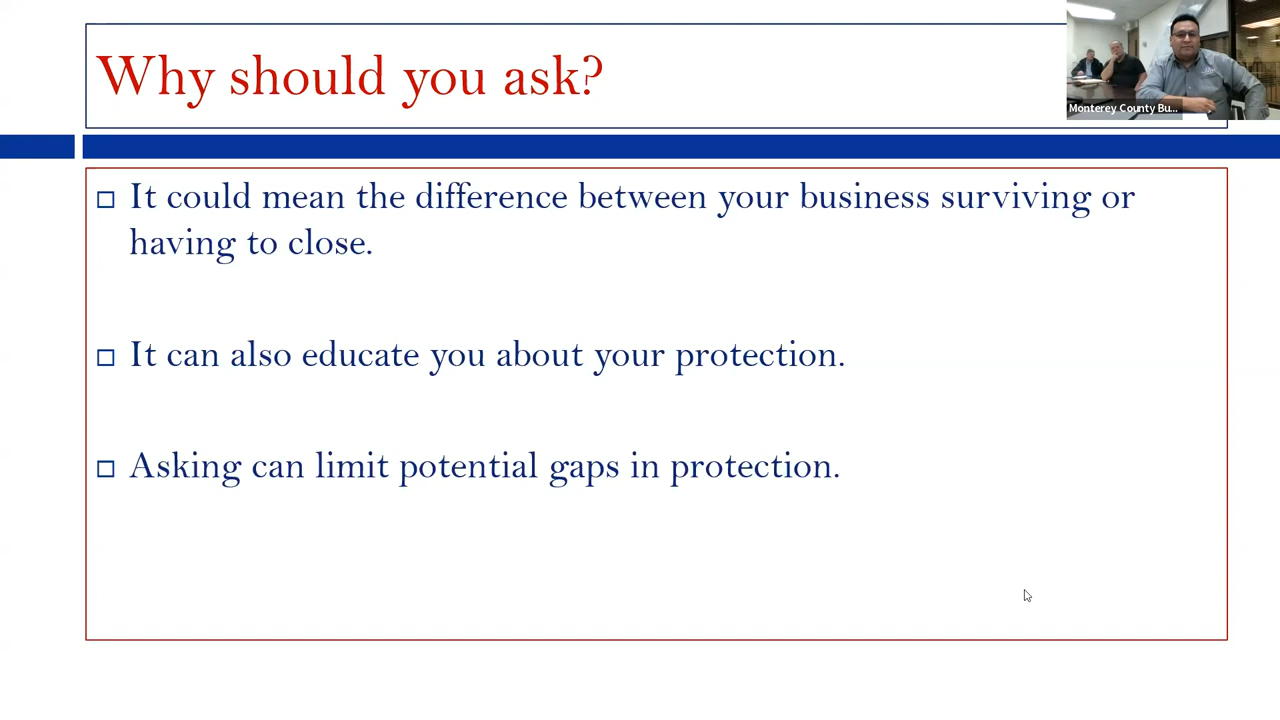 Why should you ask?
Monterey County Bu...
It could mean the difference between your business surviving or
having to close.
It can also educate you about your protection.
Asking can limit potential gaps in protection.